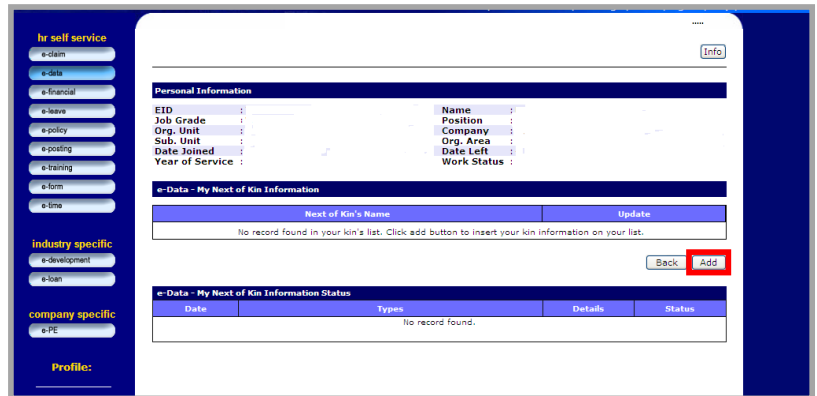 .....
hr self service
e-claim
Info
e-data
e-financial
Personal Information
e-leave
EID : Name :
Job Grade : Position :
e-policy
Org. Unit : Company :
Sub. Unit : Org. Area :
e-posting
Date Joined : Date Left :
Year of Service : Work Status :
e-training
e-form
e-Data - My Next of Kin Information
e-time
Next of Kin's Name Update
No record found in your kin's list. Click add button to insert your kin information on your list.
industry specific
e-development
Back Add
e-loan
e-Data - My Next of Kin Information Status
Date Types Details Status
company specific
No record found.
e-PE
Profile: